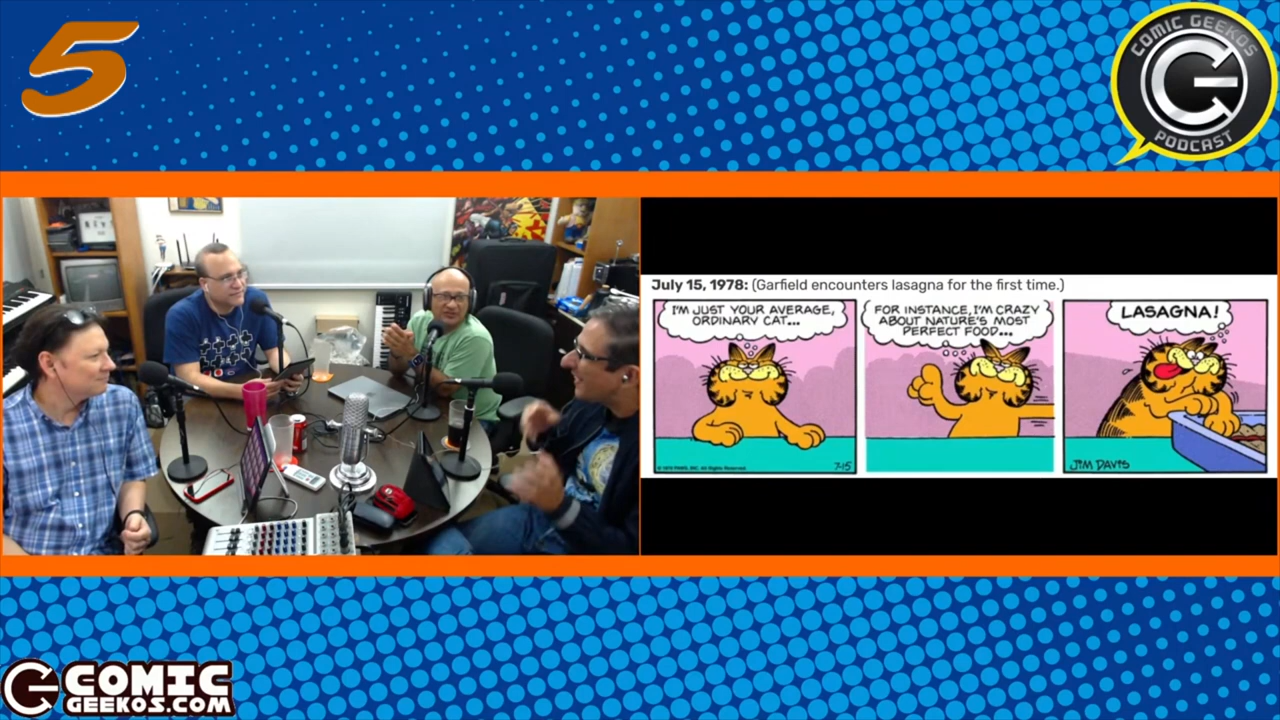 5
COMIC GEEKOS
PODCAST
July 15, 1978: (Garfield encounters lasagna for the first time.)
I'M JUST YOUR AVERAGE,
ORDINARY CAT...
FOR INSTANCE, I'M CRAZY
ABOUT NATURE'S MOST
PERFECT FOOD...
LASAGNA!
7-15
JIM DAVIS
COMIC
GEEKOS.COM